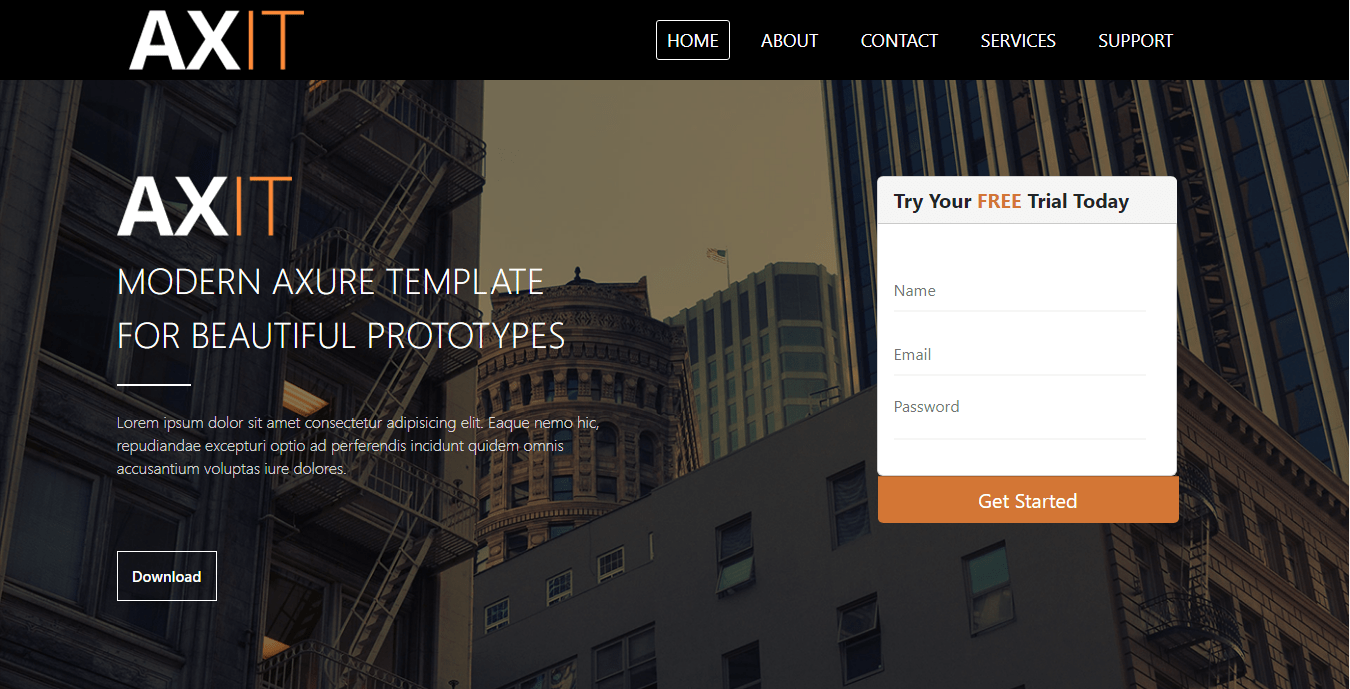 AXIT
HOME ABOUT CONTACT SERVICES SUPPORT
AXIT
MODERN AXURE TEMPLATE
FOR BEAUTIFUL PROTOTYPES
Lorem ipsum dolor sit amet consectetur adipisicing elit. Eaque nemo hic,
repudiandae excepturi optio ad perferendis incidunt quidem omnis
accusantium voluptas iure dolores.
Download
Try Your FREE Trial Today
Name
Email
Password
Get Started